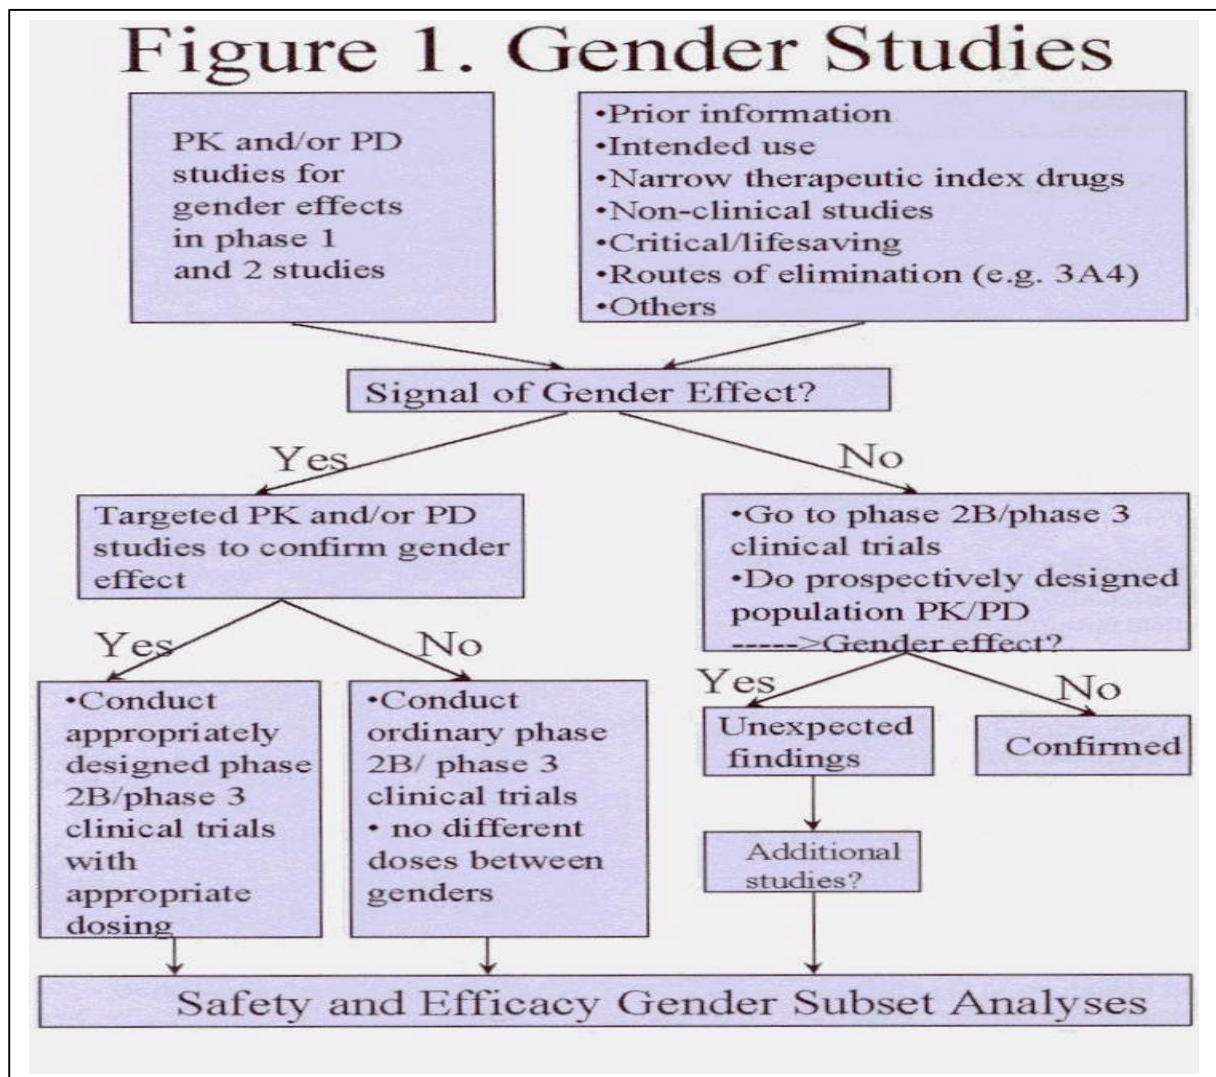 Figure 1. Gender Studies
PK and/or PD
studies for
gender effects
in phase 1
and 2 studies
•Prior information
•Intended use
•Narrow therapeutic index drugs
•Non-clinical studies
•Critical/lifesaving
•Routes of elimination (e.g. 3A4)
•Others
Signal of Gender Effect?
Yes
No
Targeted PK and/or PD
studies to confirm gender
effect
•Go to phase 2B/phase 3
clinical trials
•Do prospectively designed
population PK/PD
----->Gender effect?
Yes
No
Yes
No
•Conduct
appropriately
designed phase
2B/phase 3
clinical trials
with
appropriate
dosing
•Conduct
ordinary phase
2B/ phase 3
clinical trials
• no different
doses between
genders
Unexpected
findings
Confirmed
Additional
studies?
Safety and Efficacy Gender Subset Analyses